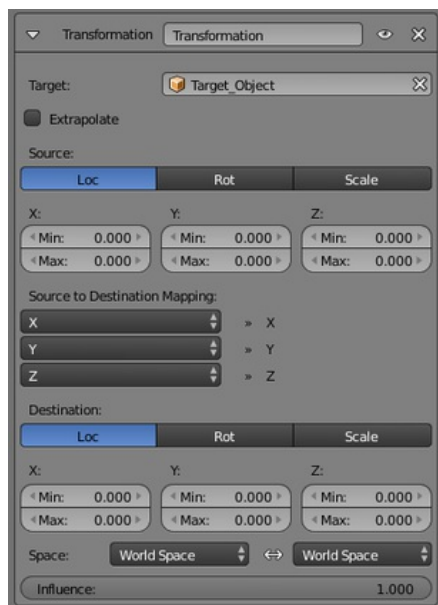 Transformation Transformation
Target: Target_Object
Extrapolate
Source:
Loc Rot Scale
X: Y: Z:
Min: 0.000 Min: 0.000 Min: 0.000
Max: 0.000 Max: 0.000 Max: 0.000
Source to Destination Mapping:
X » X
Y » Y
Z » Z
Destination:
Loc Rot Scale
X: Y: Z:
Min: 0.000 Min: 0.000 Min: 0.000
Max: 0.000 Max: 0.000 Max: 0.000
Space: World Space World Space
Influence: 1.000